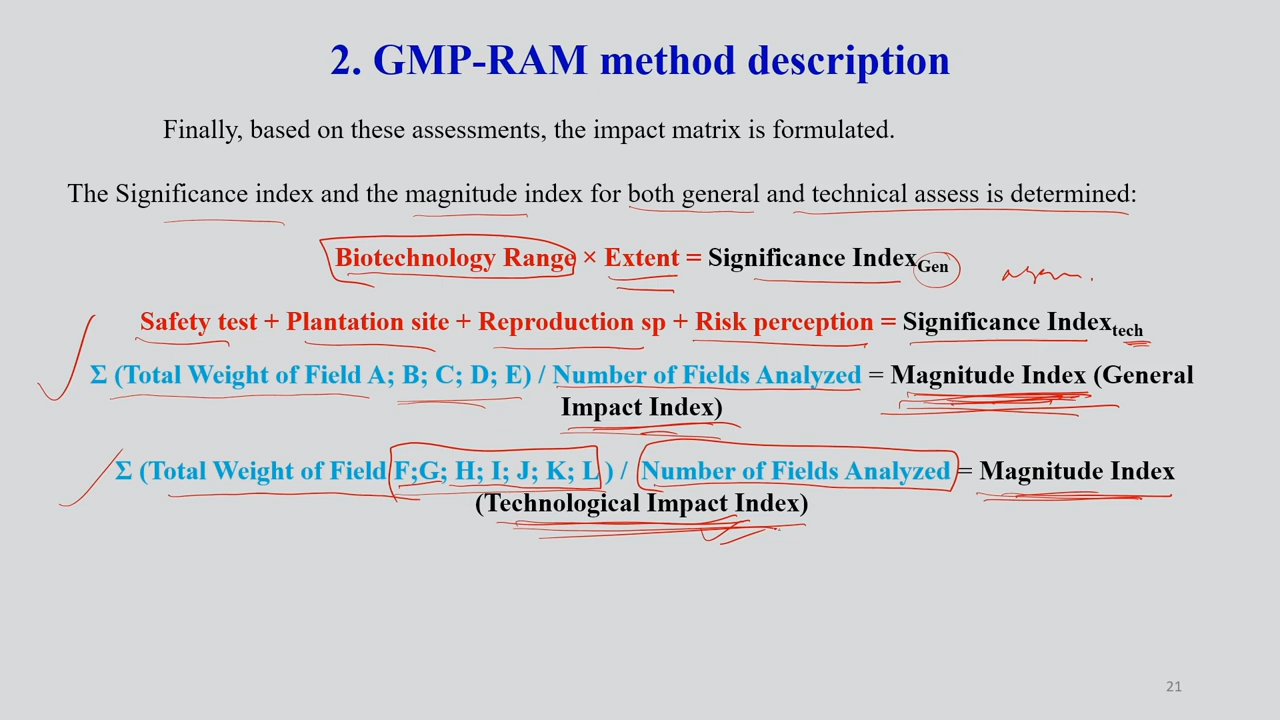 2. GMP-RAM method description
Finally, based on these assessments, the impact matrix is formulated.
The Significance index and the magnitude index for both general and technical assess is determined:
Biotechnology Range × Extent = Significance IndexGen
Safety test + Plantation site + Reproduction sp + Risk perception = Significance Indextech
Σ (Total Weight of Field A; B; C; D; E) / Number of Fields Analyzed = Magnitude Index (General
Impact Index)
Σ (Total Weight of Field F;G; H; I; J; K; L ) / Number of Fields Analyzed = Magnitude Index
(Technological Impact Index)
21